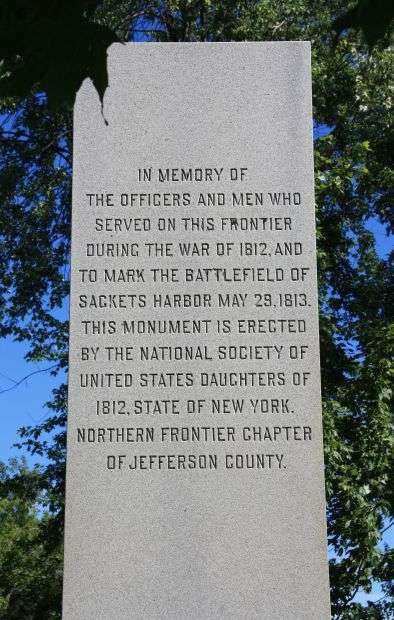 IN MEMORY OF
THE OFFICERS AND MEN WHO
SERVED ON THIS FRONTIER
DURING THE WAR OF 1812, AND
TO MARK THE BATTLEFIELD OF
SACKETS HARBOR MAY 29, 1813.
THIS MONUMENT IS ERECTED
BY THE NATIONAL SOCIETY OF
UNITED STATES DAUGHTERS OF
1812, STATE OF NEW YORK.
NORTHERN FRONTIER CHAPTER
OF JEFFERSON COUNTY.